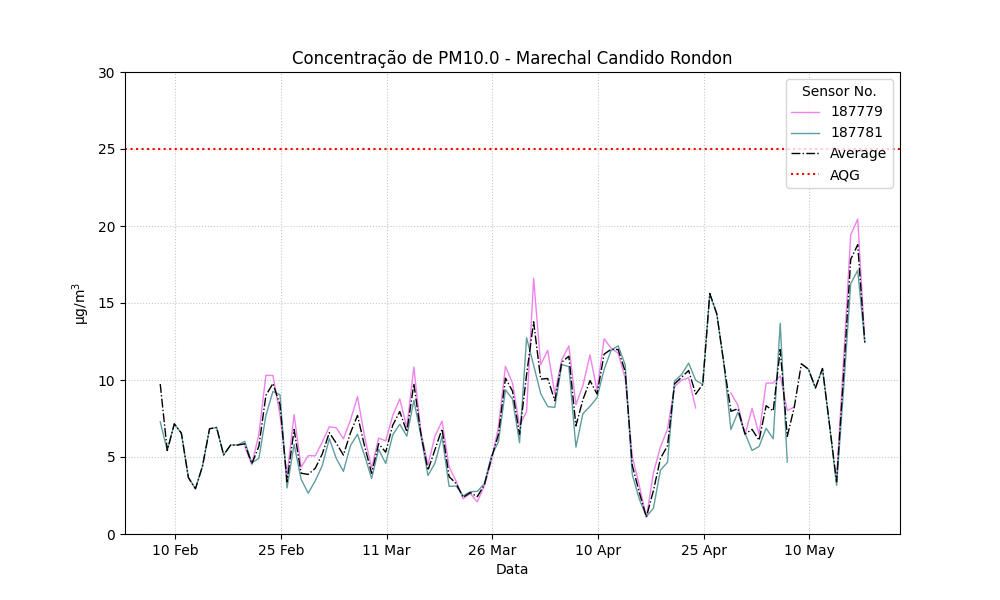 Concentração de PM10.0 - Marechal Candido Rondon
Sensor No.
187779
187781
Average
AQG
30
25
20
15
10
5
0
µg/m³
10 Feb
25 Feb
11 Mar
26 Mar
10 Apr
25 Apr
10 May
Data